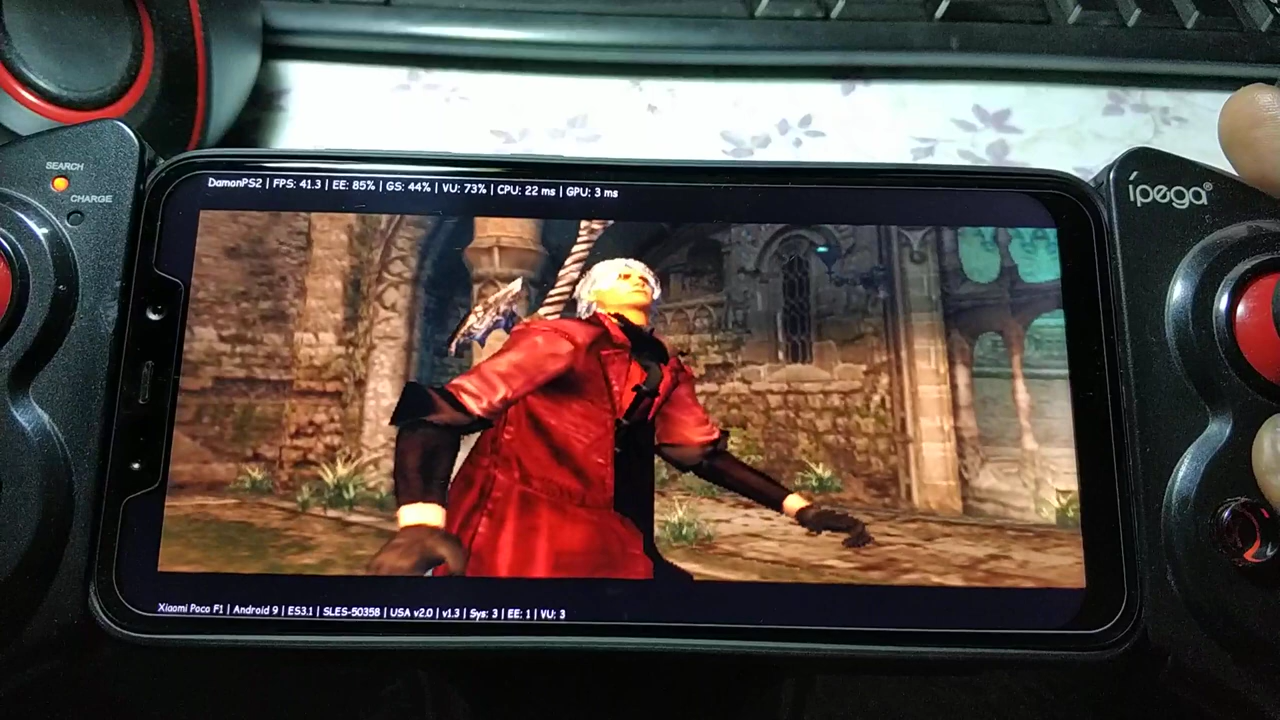 SEARCH
CHARGE
DamonPS2 | FPS: 41.3 | EE: 85% | GS: 44% | VU: 73% | CPU: 22 ms | GPU: 3 ms
ípega®
Xiaomi Poco F1 | Android 9 | ES3.1 | SLES-50358 | USA v2.0 | v1.3 | Sys: 3 | EE: 1 | VU: 3